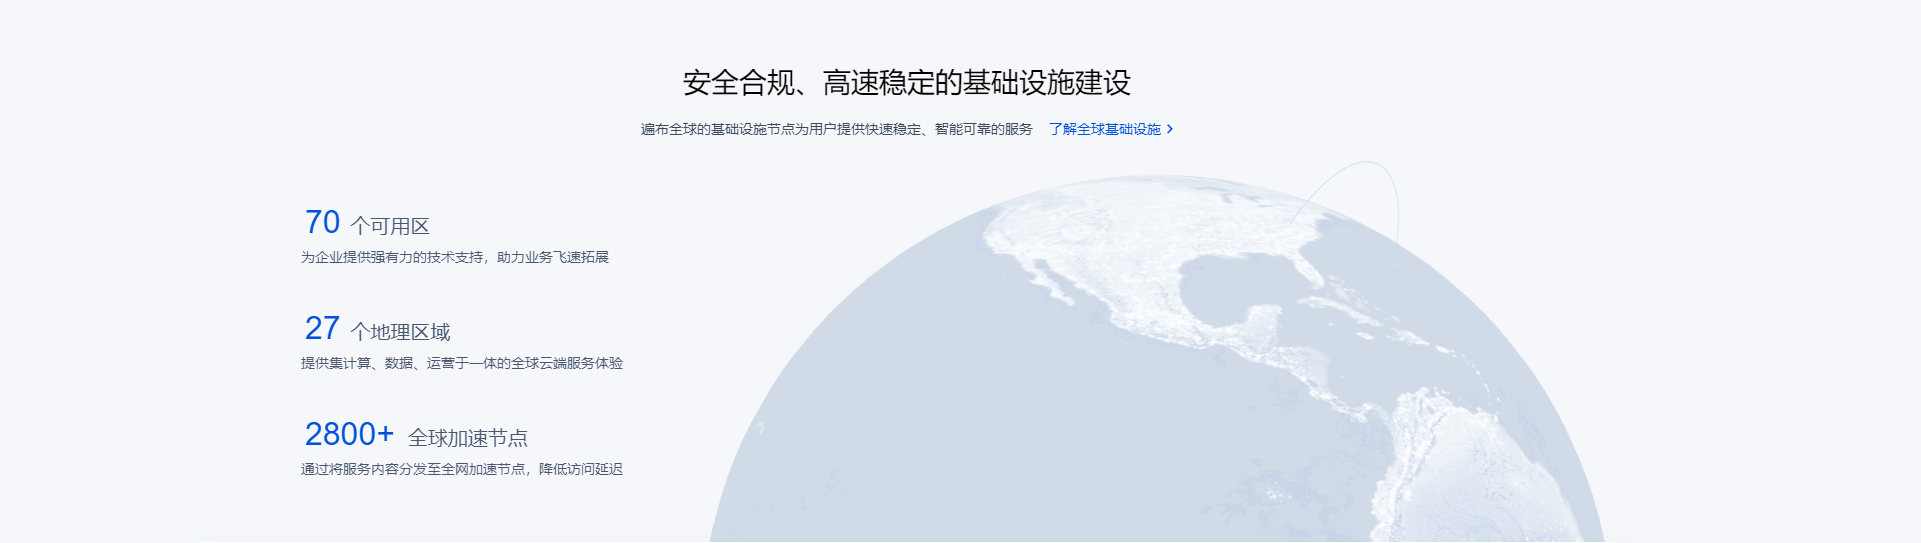 安全合规、高速稳定的基础设施建设
遍布全球的基础设施节点为用户提供快速稳定、智能可靠的服务 了解全球基础设施 >
70 个可用区
为企业提供强有力的技术支持，助力业务飞速拓展
27 个地理区域
提供集计算、数据、运营于一体的全球云端服务体验
2800+ 全球加速节点
通过将服务内容分发至全网加速节点，降低访问延迟